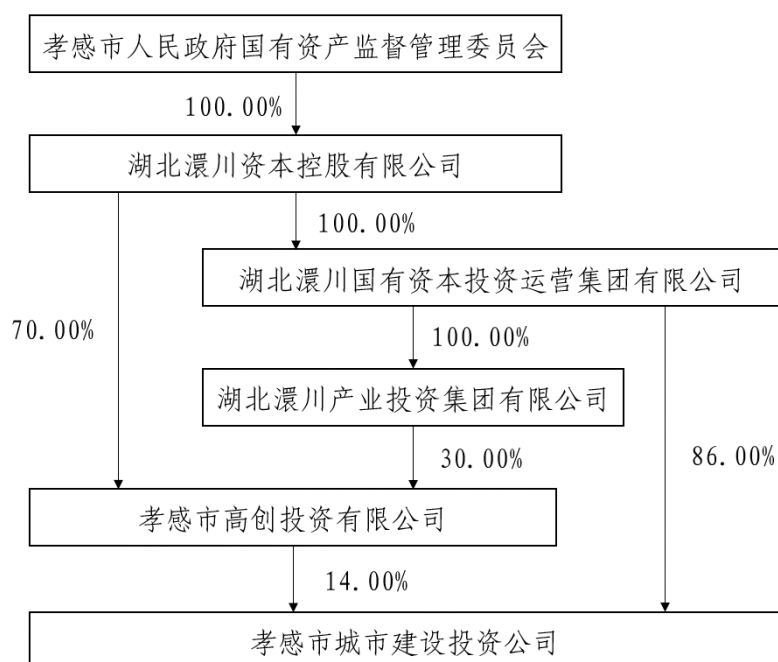 孝感市人民政府国有资产监督管理委员会
100.00%
湖北澴川资本控股有限公司
100.00%
湖北澴川国有资本投资运营集团有限公司
70.00%
100.00%
湖北澴川产业投资集团有限公司
30.00%
86.00%
孝感市高创投资有限公司
14.00%
孝感市城市建设投资公司